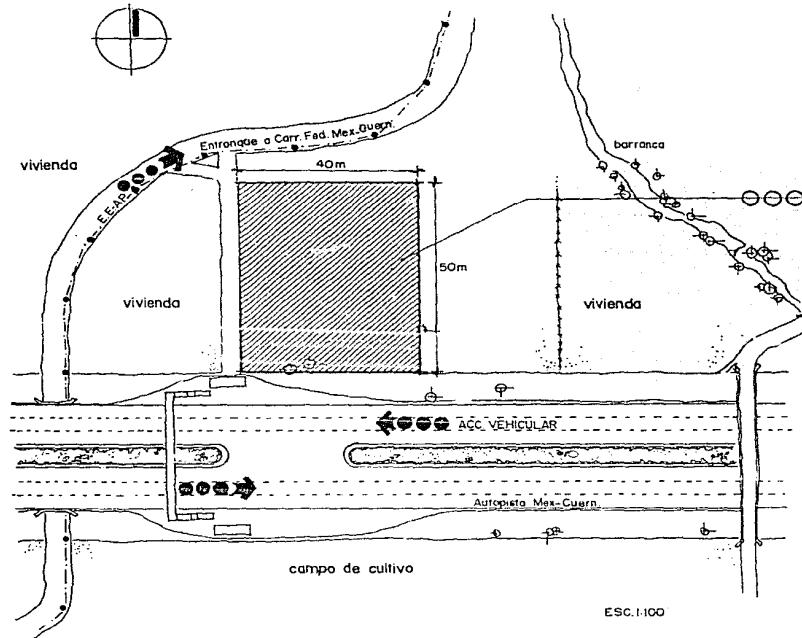 Entronque a Carr. Fed. Mex-Cuern.
barranca
vivienda
40m
E.E.A.P.
50m
vivienda
vivienda
ACC. VEHICULAR
Autopista Mex-Cuern.
campo de cultivo
ESC. 1:100